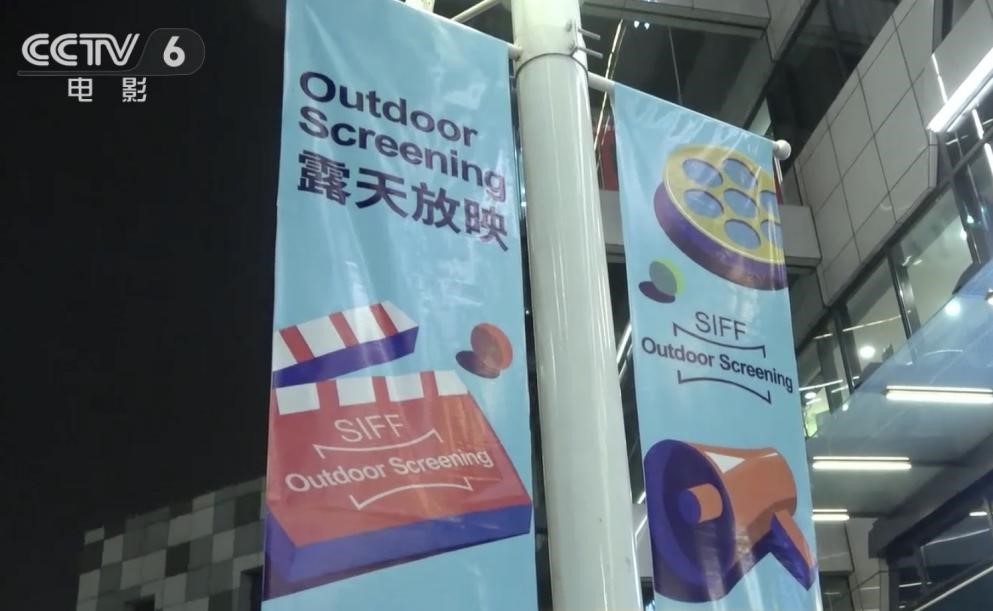 CCTV 6
电影
Outdoor
Screening
露天放映
SIFF
Outdoor Screening
SIFF
Outdoor Screening